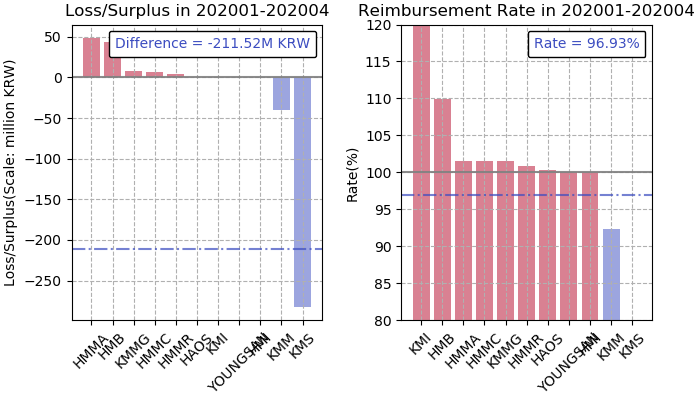 Loss/Surplus in 202001-202004
Difference = -211.52M KRW
Loss/Surplus(Scale: million KRW)
50
0
−50
−100
−150
−200
−250
HMMA
HMB
KMMG
HMMC
HMMR
HAOS
KMI
YOUNGSAN
HMI
KMM
KMS
Reimbursement Rate in 202001-202004
Rate = 96.93%
Rate(%)
120
115
110
105
100
95
90
85
80
KMI
HMB
HMMA
HMMC
KMMG
HMMR
HAOS
YOUNGSAN
HMI
KMM
KMS